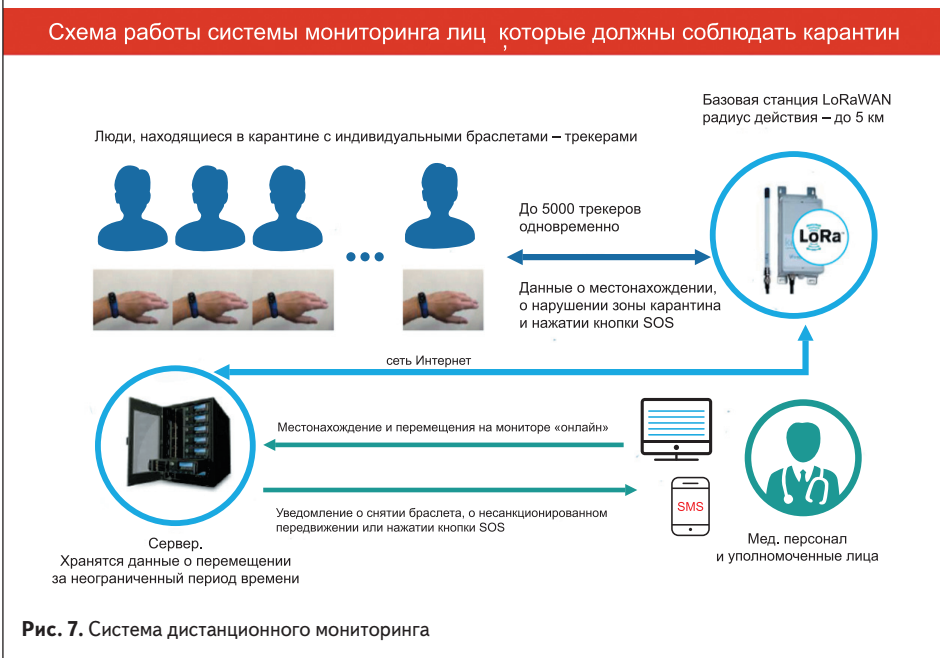 Схема работы системы мониторинга лиц, которые должны соблюдать карантин
Базовая станция LoRaWAN
радиус действия – до 5 км
Люди, находящиеся в карантине с индивидуальными браслетами – трекерами
До 5000 трекеров
одновременно
LoRa
Данные о местонахождении,
о нарушении зоны карантина
и нажатии кнопки SOS
сеть Интернет
Местонахождение и перемещения на мониторе «онлайн»
SMS
Уведомление о снятии браслета, о несанкционированном
передвижении или нажатии кнопки SOS
Сервер.
Хранятся данные о перемещении
за неограниченный период времени
Мед. персонал
и уполномоченные лица
Рис. 7. Система дистанционного мониторинга